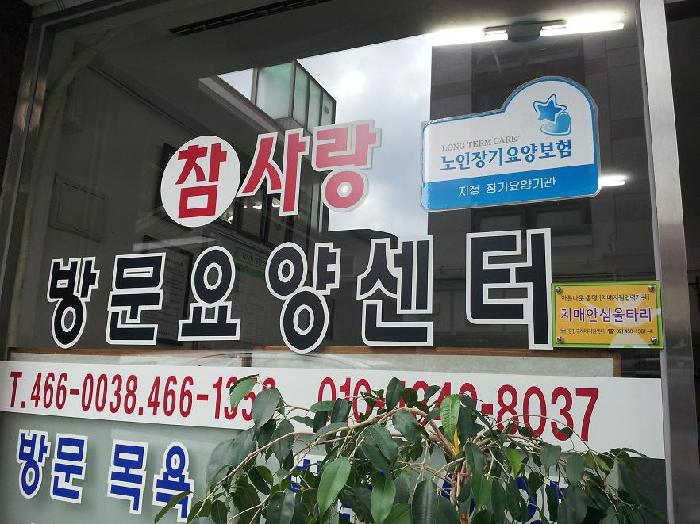 참사랑
LONG TERM CARE
노인장기요양보험
지정 장기요양기관
방문요양센터
치매안심울타리
T.466-0038.466-1353
8037
방문 목욕